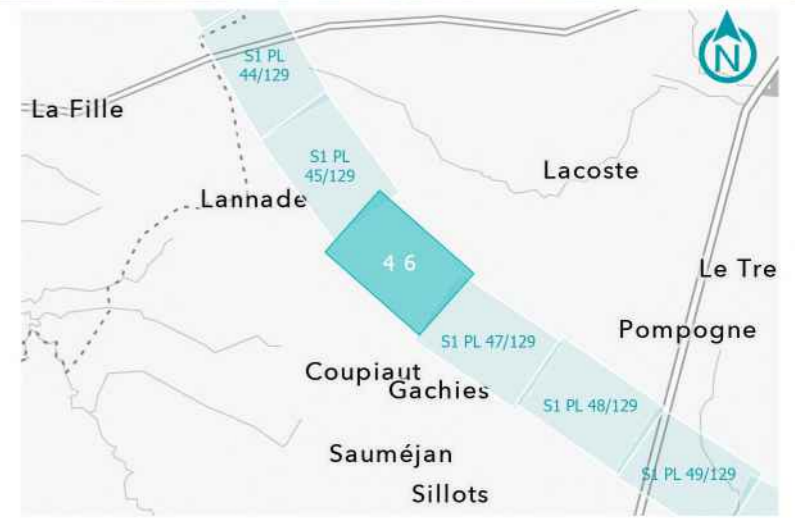 N
S1 PL
44/129
La Fille
S1 PL
45/129
Lacoste
Lannade
4 6
Le Tre
Pompogne
S1 PL 47/129
Coupiaut
Gachies
S1 PL 48/129
Sauméjan
S1 PL 49/129
Sillots